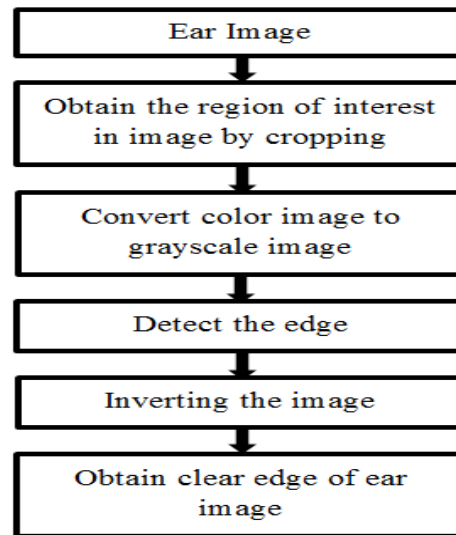 Ear Image
Obtain the region of interest
in image by cropping
Convert color image to
grayscale image
Detect the edge
Inverting the image
Obtain clear edge of ear
image